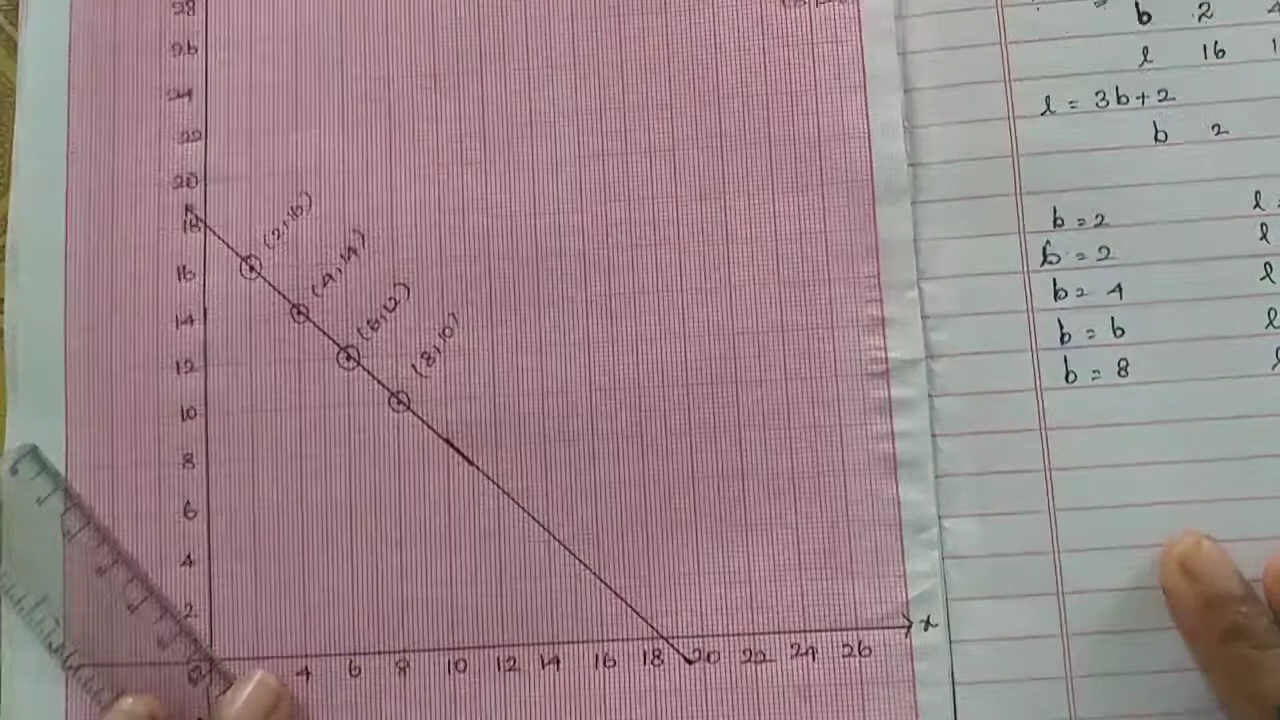 28
26
24
22
20
18
16
14
12
10
8
6
4
2
0
(2,16)
(4,14)
(6,12)
(8,10)
4 6 8 10 12 14 16 18 20 22 24 26
x
b 2
l 16
l = 3b+2
b 2
b = 2 l
b = 2 l
b = 4 l
b = 6 l
b = 8